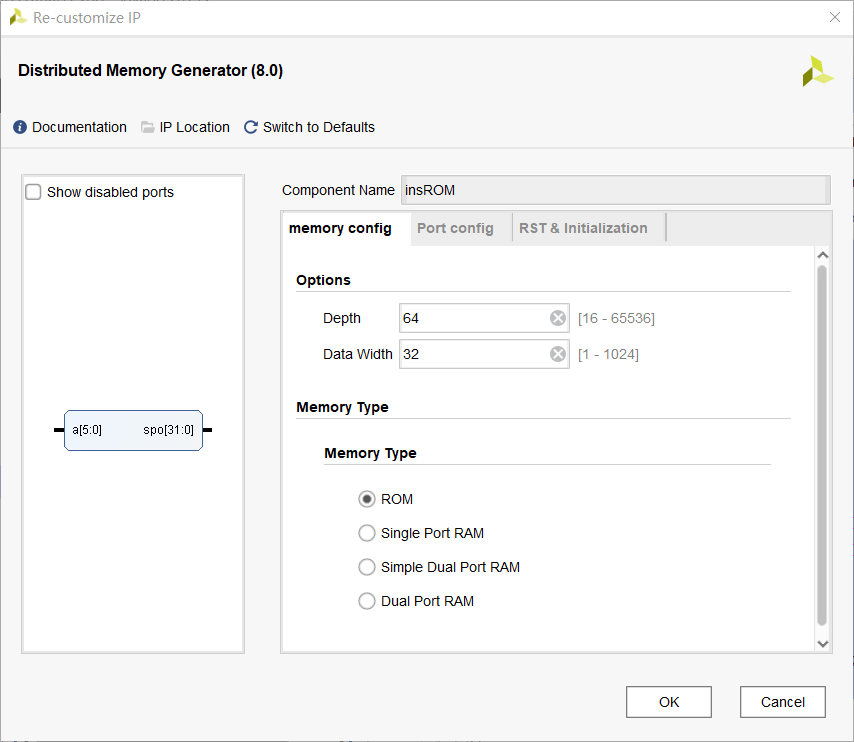 Re-customize IP
Distributed Memory Generator (8.0)
Documentation IP Location Switch to Defaults
Show disabled ports
a[5:0] spo[31:0]
Component Name insROM
memory config Port config RST & Initialization
Options
Depth 64 [16 - 65536]
Data Width 32 [1 - 1024]
Memory Type
Memory Type
ROM
Single Port RAM
Simple Dual Port RAM
Dual Port RAM
OK Cancel